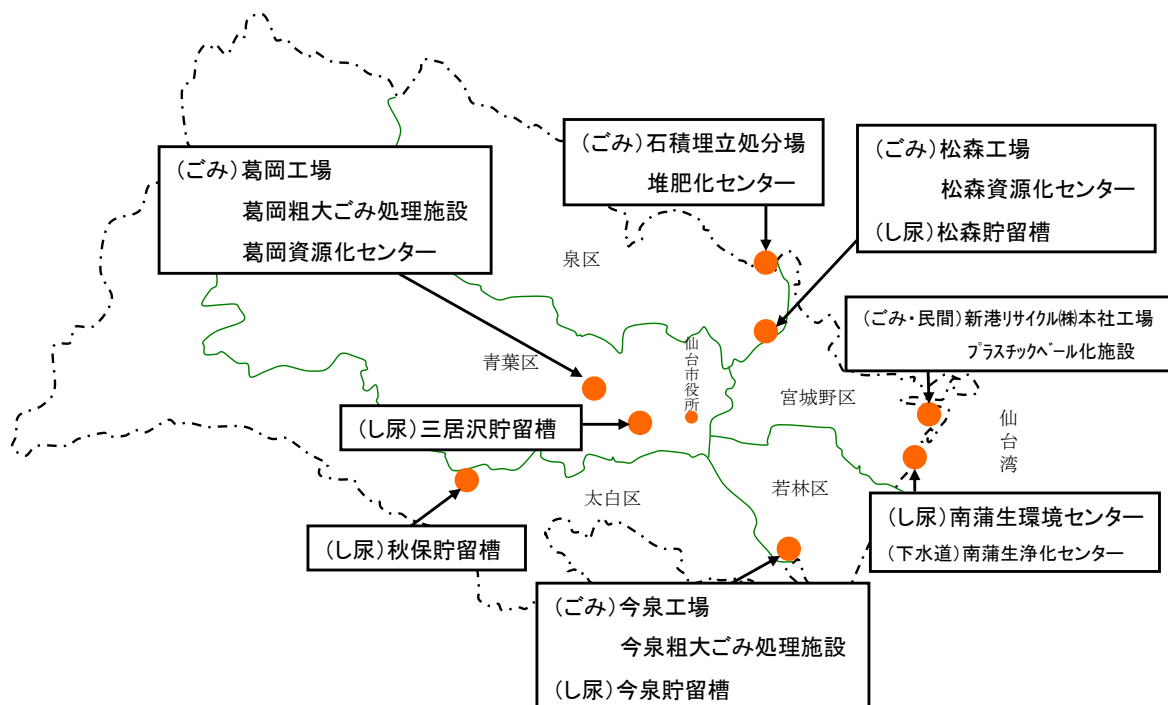 (ごみ)石積埋立処分場
堆肥化センター
(ごみ)松森工場
松森資源化センター
(し尿)松森貯留槽
(ごみ)葛岡工場
葛岡粗大ごみ処理施設
葛岡資源化センター
泉区
(ごみ・民間)新港リサイクル㈱本社工場
プラスチックベール化施設
仙台市役所
青葉区
宮城野区
(し尿)三居沢貯留槽
仙台湾
若林区
太白区
(し尿)南蒲生環境センター
(下水道)南蒲生浄化センター
(し尿)秋保貯留槽
(ごみ)今泉工場
今泉粗大ごみ処理施設
(し尿)今泉貯留槽